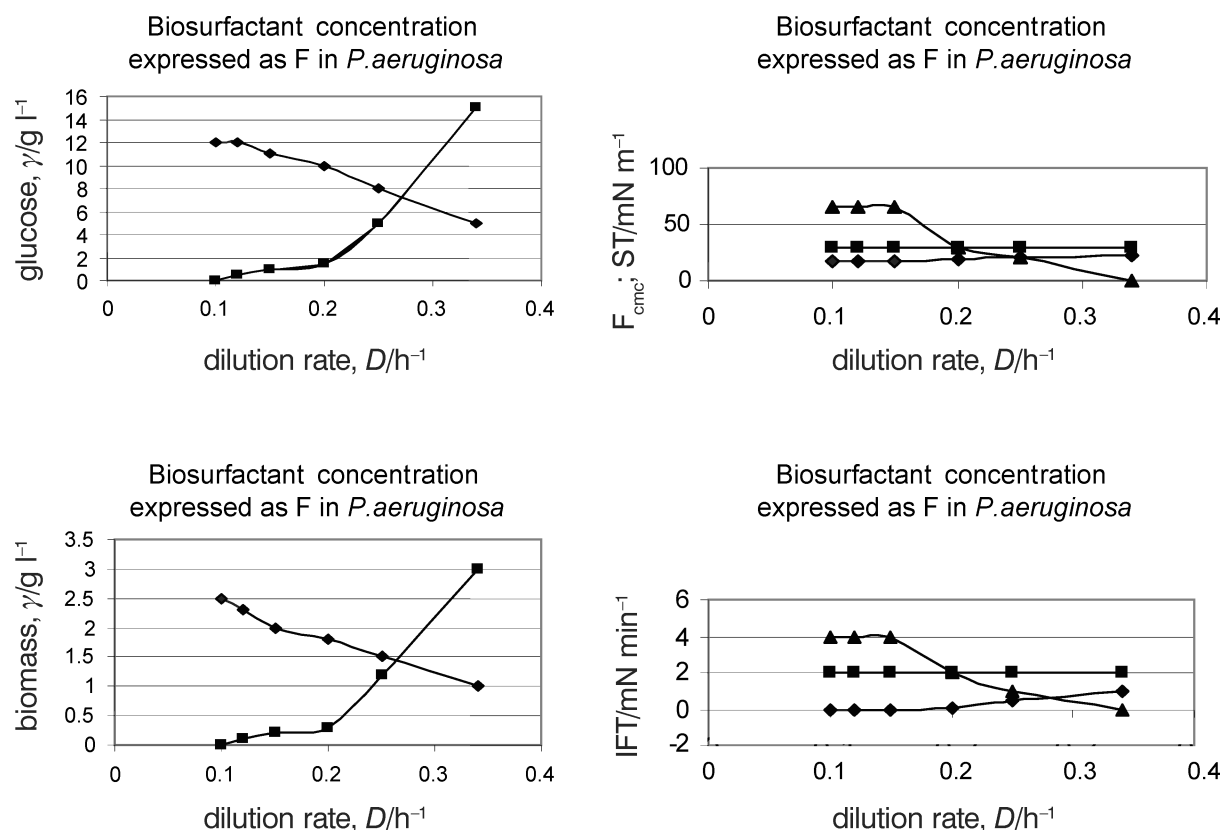 Biosurfactant concentration
expressed as F in P.aeruginosa
glucose, γ/g l⁻¹
16
14
12
10
8
6
4
2
0
0
0.1
0.2
0.3
0.4
dilution rate, D/h⁻¹
Biosurfactant concentration
expressed as F in P.aeruginosa
F_cmc; ST/mN m⁻¹
100
50
0
0
0.1
0.2
0.3
0.4
dilution rate, D/h⁻¹
Biosurfactant concentration
expressed as F in P.aeruginosa
biomass, γ/g l⁻¹
3.5
3
2.5
2
1.5
1
0.5
0
0
0.1
0.2
0.3
0.4
dilution rate, D/h⁻¹
Biosurfactant concentration
expressed as F in P.aeruginosa
IFT/mN min⁻¹
6
4
2
0
-2
0
0.1
0.2
0.3
0.4
dilution rate, D/h⁻¹